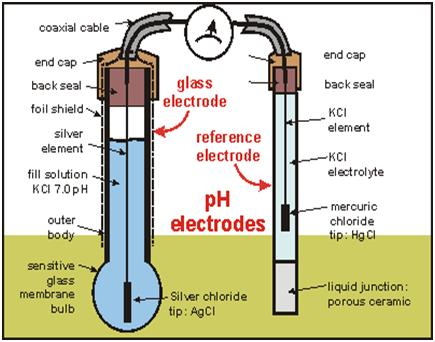 coaxial cable
end cap
back seal
foil shield
silver
element
fill solution
KCl 7.0 pH
outer
body
sensitive
glass
membrane
bulb
Silver chloride
tip: AgCl
glass
electrode
reference
electrode
pH
electrodes
end cap
back seal
KCl
element
KCl
electrolyte
mercuric
chloride
tip: HgCl
liquid junction:
porous ceramic